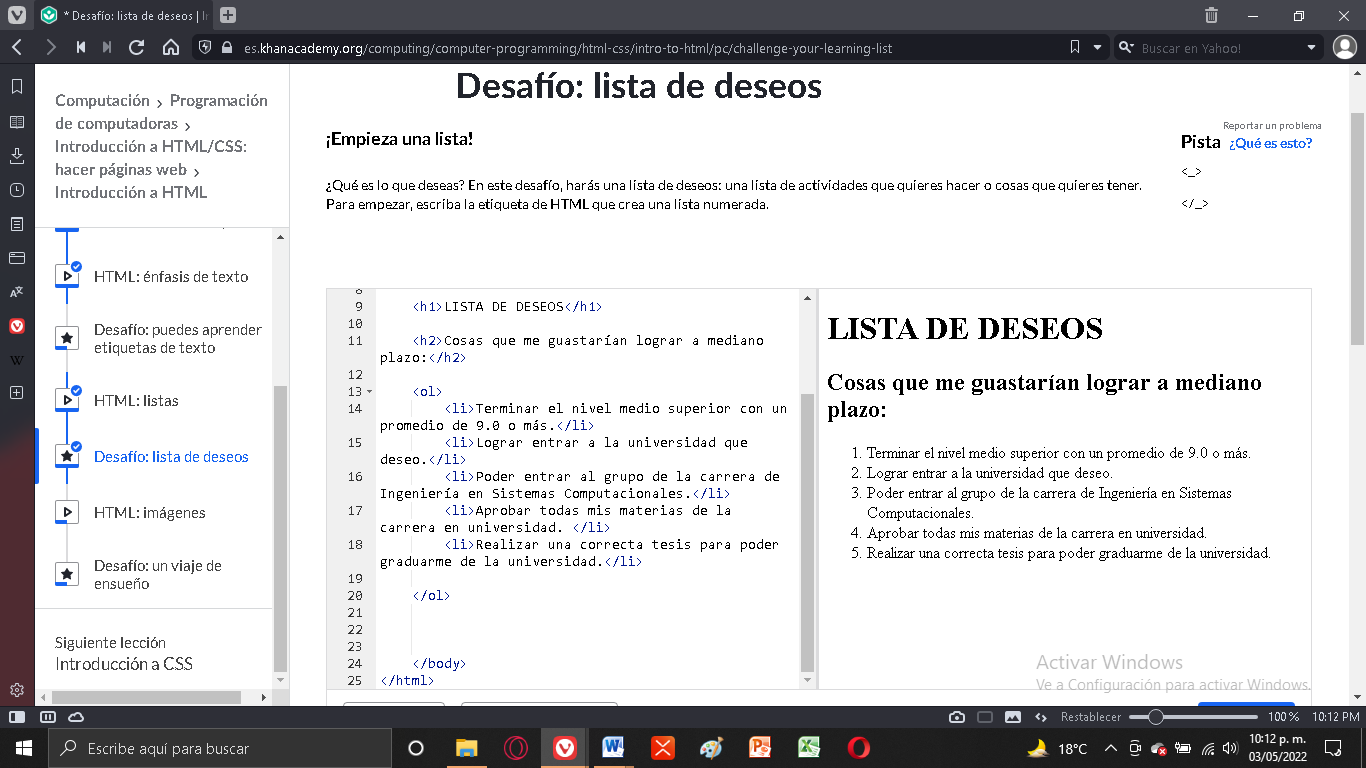 * Desafío: lista de deseos | I
es.khanacademy.org/computing/computer-programming/html-css/intro-to-html/pc/challenge-your-learning-list
Buscar en Yahoo!
Computación > Programación
de computadoras >
Introducción a HTML/CSS:
hacer páginas web >
Introducción a HTML
HTML: énfasis de texto
Desafío: puedes aprender
etiquetas de texto
HTML: listas
Desafío: lista de deseos
HTML: imágenes
Desafío: un viaje de
ensueño
Siguiente lección
Introducción a CSS
Desafío: lista de deseos
¡Empieza una lista!
¿Qué es lo que deseas? En este desafío, harás una lista de deseos: una lista de actividades que quieres hacer o cosas que quieres tener.
Para empezar, escriba la etiqueta de HTML que crea una lista numerada.
Reportar un problema
Pista ¿Qué es esto?
<_>
</_>
8
9 <h1>LISTA DE DESEOS</h1>
10
11 <h2>Cosas que me guastarían lograr a mediano
plazo:</h2>
12
13 <ol>
14 <li>Terminar el nivel medio superior con un
promedio de 9.0 o más.</li>
15 <li>Lograr entrar a la universidad que
deseo.</li>
16 <li>Poder entrar al grupo de la carrera de
Ingeniería en Sistemas Computacionales.</li>
17 <li>Aprobar todas mis materias de la
carrera en universidad. </li>
18 <li>Realizar una correcta tesis para poder
graduarme de la universidad.</li>
19
20 </ol>
21
22
23
24 </body>
25 </html>
LISTA DE DESEOS
Cosas que me guastarían lograr a mediano
plazo:
1. Terminar el nivel medio superior con un promedio de 9.0 o más.
2. Lograr entrar a la universidad que deseo.
3. Poder entrar al grupo de la carrera de Ingeniería en Sistemas
Computacionales.
4. Aprobar todas mis materias de la carrera en universidad.
5. Realizar una correcta tesis para poder graduarme de la universidad.
Activar Windows
Ve a Configuración para activar Windows.
Restablecer 100 % 10:12 PM
Escribe aquí para buscar
18°C
10:12 p. m.
03/05/2022